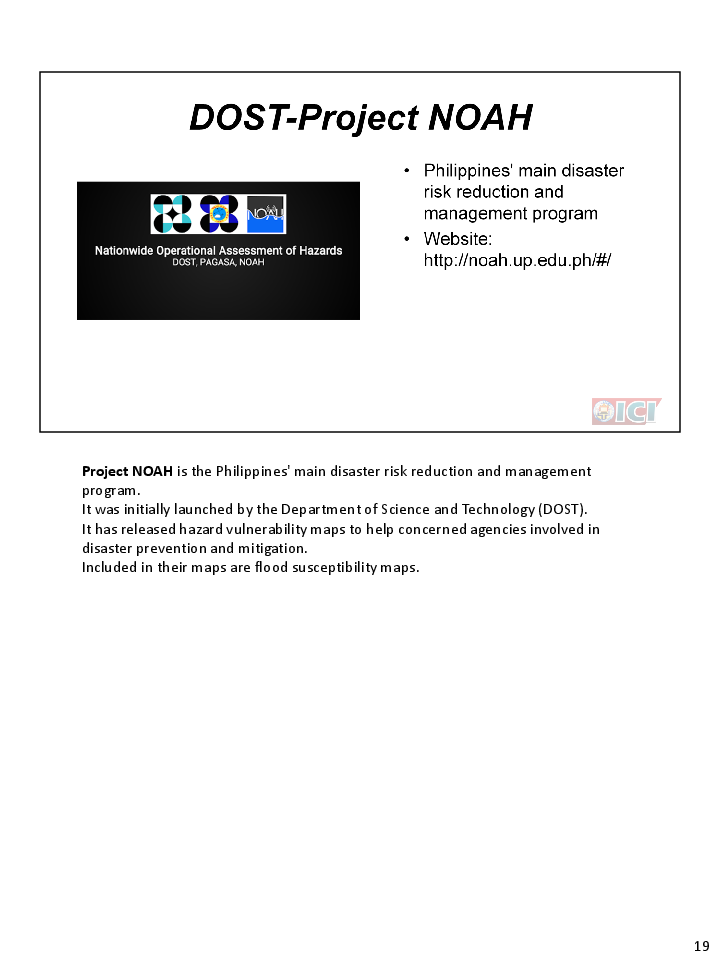 DOST-Project NOAH
NOAH
Nationwide Operational Assessment of Hazards
DOST, PAGASA, NOAH
• Philippines' main disaster
risk reduction and
management program
• Website:
http://noah.up.edu.ph/#/
ICI
Project NOAH is the Philippines' main disaster risk reduction and management
program.
It was initially launched by the Department of Science and Technology (DOST).
It has released hazard vulnerability maps to help concerned agencies involved in
disaster prevention and mitigation.
Included in their maps are flood susceptibility maps.
19